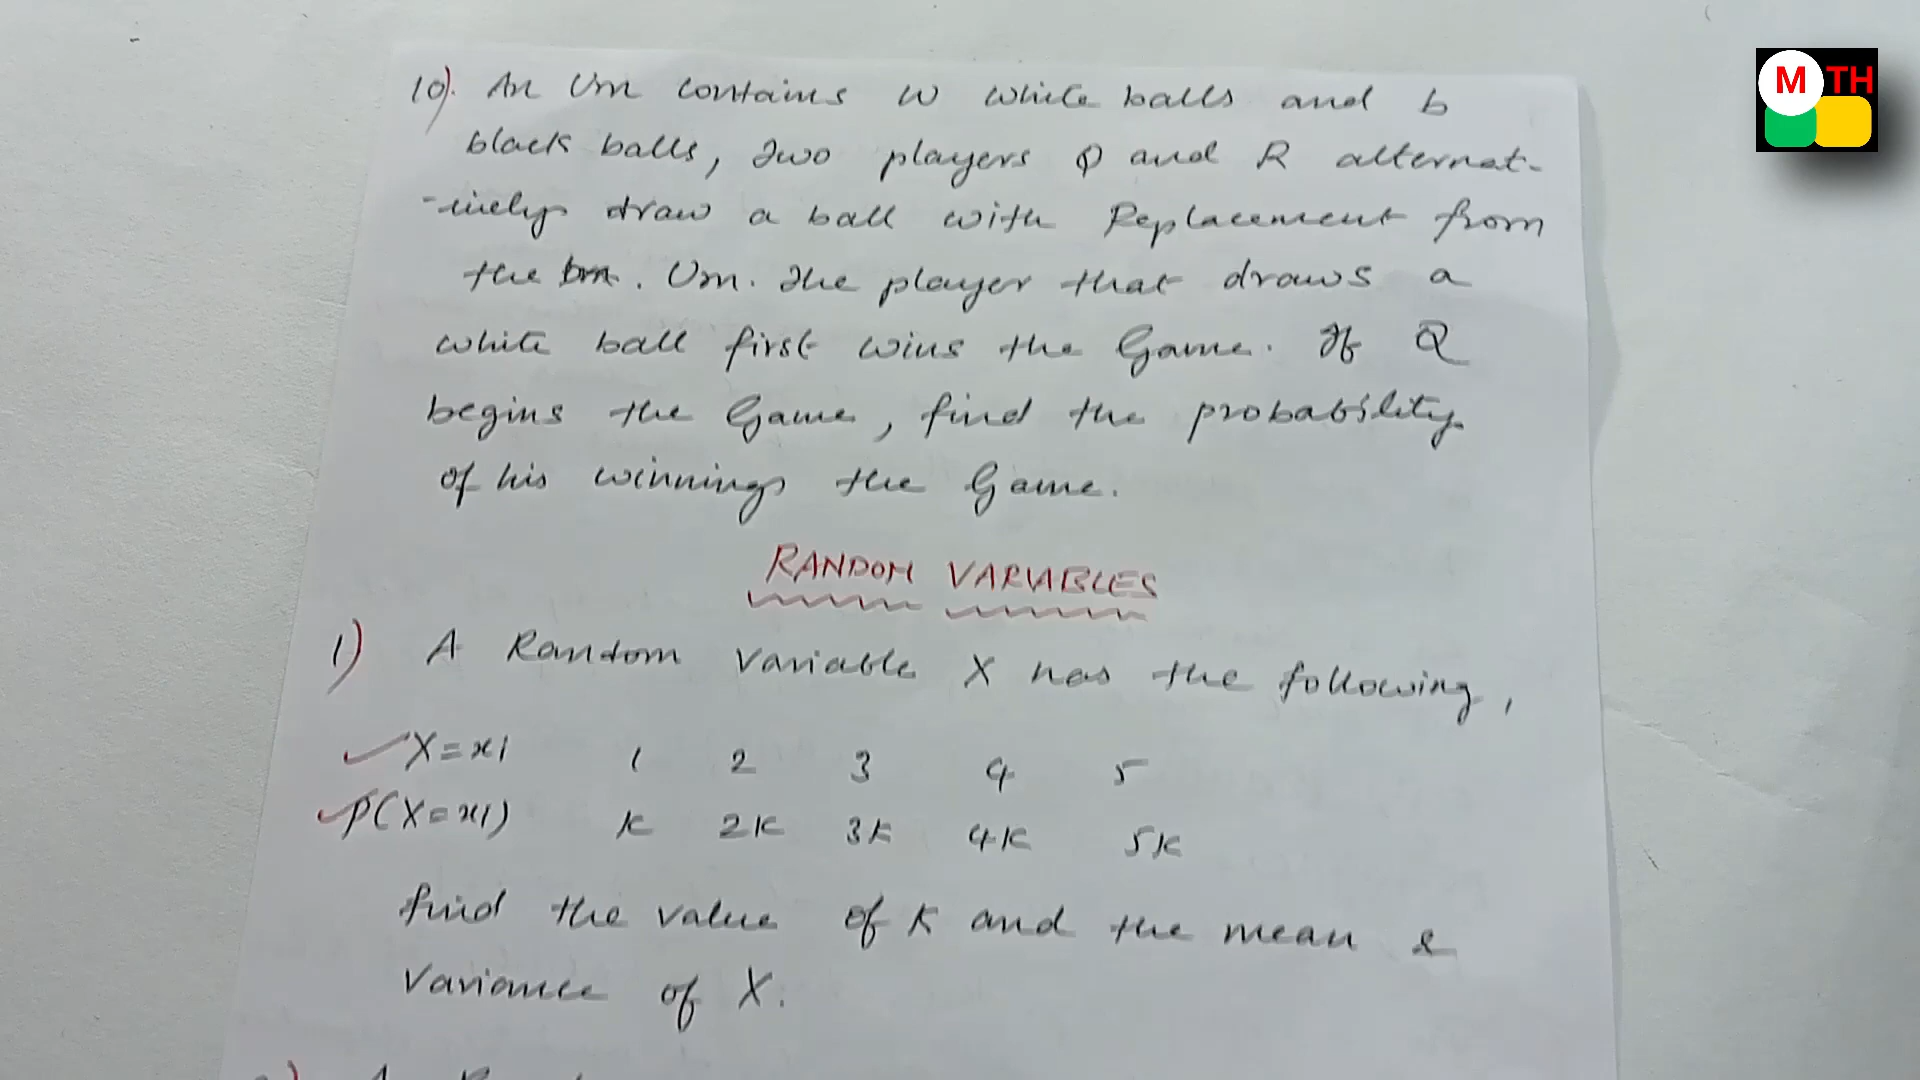 M TH
10). An Urn contains W white balls and b
black balls, two players Q and R alternat-
-ively draw a ball with Replacement from
the Urn. The player that draws a
white ball first wins the Game. If Q
begins the Game, find the probability
of his winning the Game.
RANDOM VARIABLES
1) A Random Variable X has the following,
X=xi 1 2 3 4 5
P(X=xi) K 2K 3K 4K 5K
find the value of K and the mean &
Variance of X.